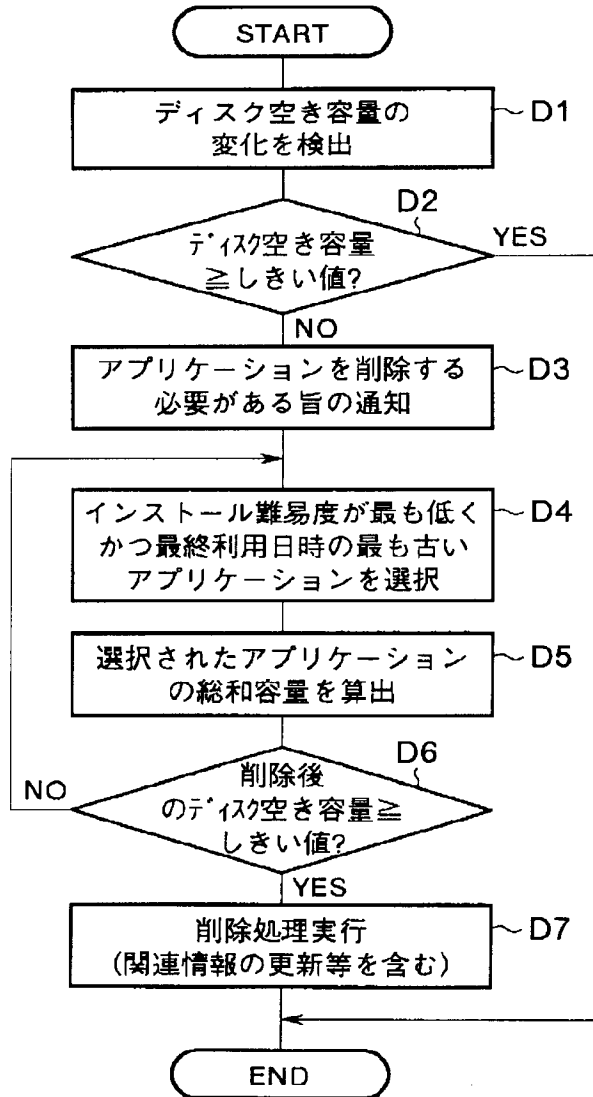 START
ディスク空き容量の
変化を検出
D1
D2
ディスク空き容量
≧しきい値?
YES
NO
アプリケーションを削除する
必要がある旨の通知
D3
インストール難易度が最も低く
かつ最終利用日時の最も古い
アプリケーションを選択
D4
選択されたアプリケーション
の総和容量を算出
D5
D6
削除後
のディスク空き容量≧
しきい値?
NO
YES
削除処理実行
(関連情報の更新等を含む)
D7
END